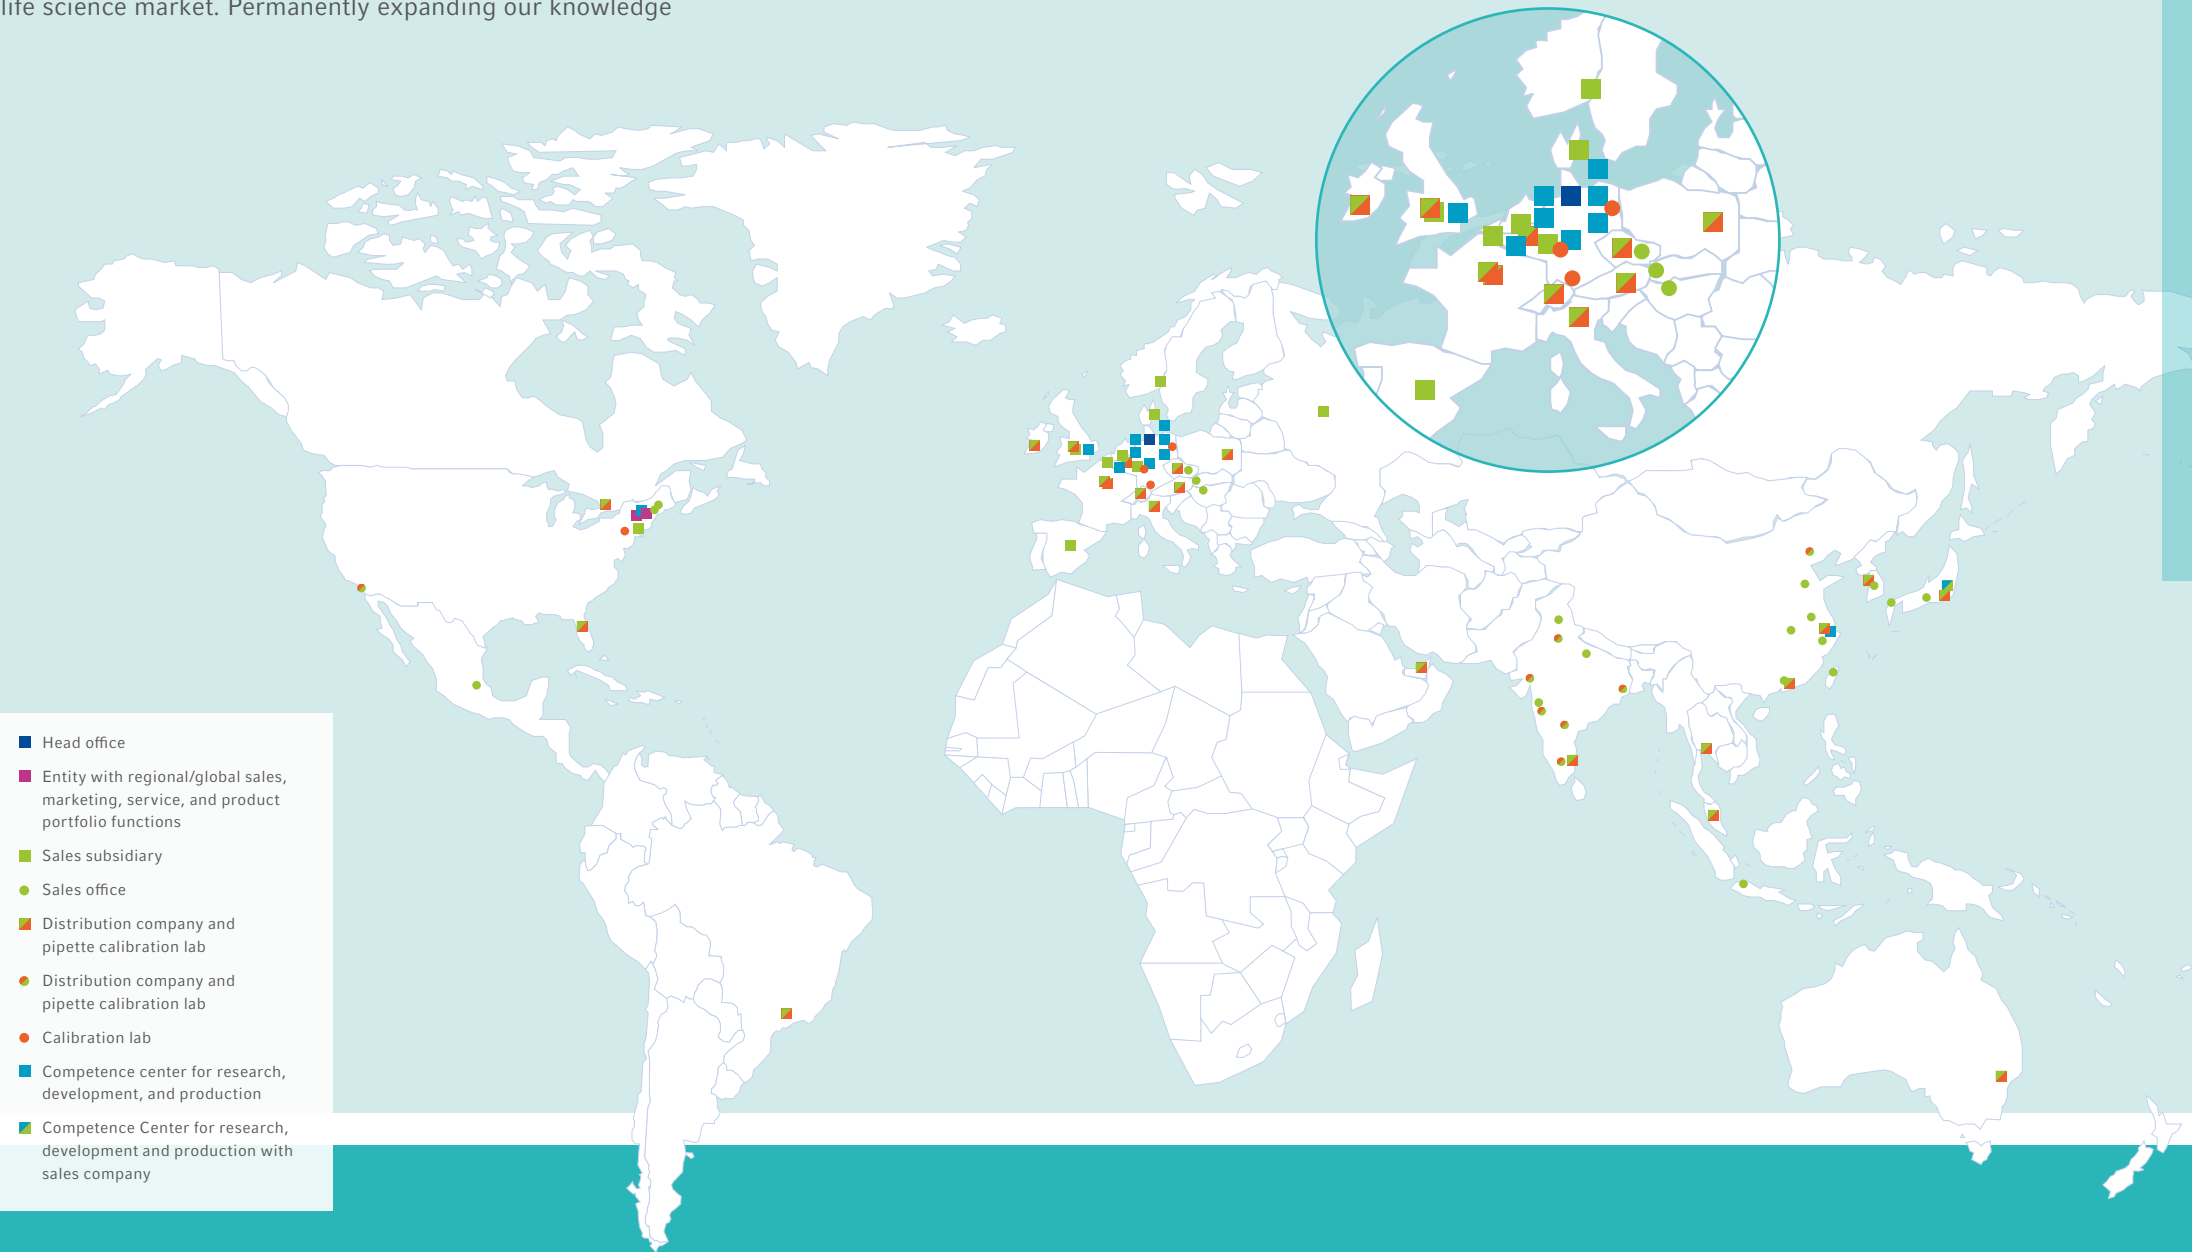 life science market. Permanently expanding our knowledge
Head office
Entity with regional/global sales,
marketing, service, and product
portfolio functions
Sales subsidiary
Sales office
Distribution company and
pipette calibration lab
Distribution company and
pipette calibration lab
Calibration lab
Competence center for research,
development, and production
Competence Center for research,
development and production with
sales company